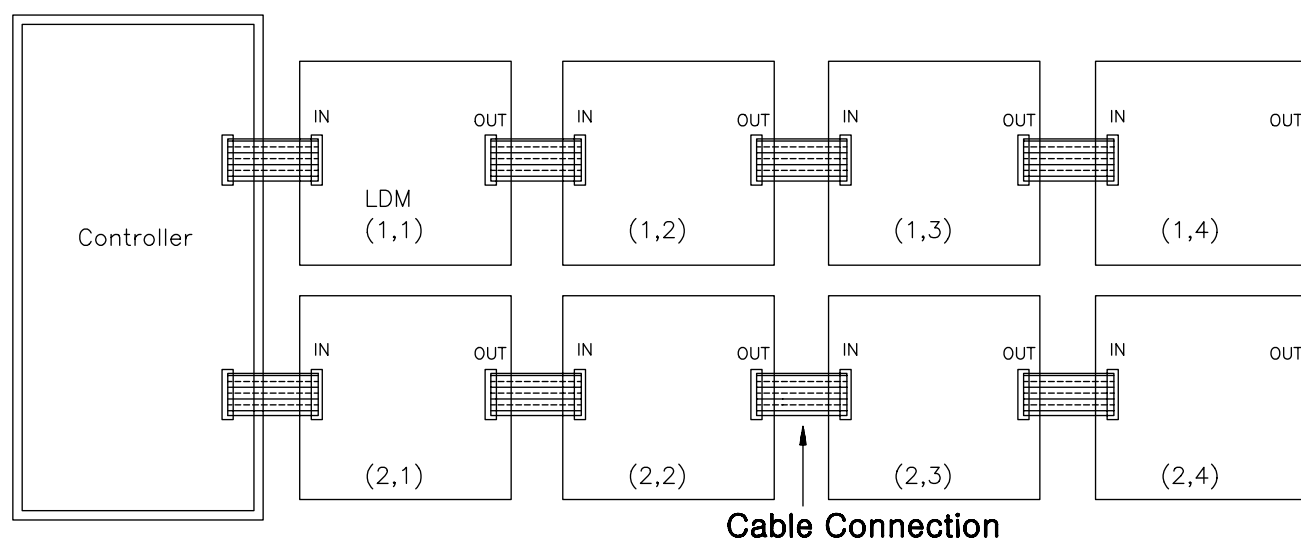 IN OUT IN OUT IN OUT IN OUT
LDM
(1,1) (1,2) (1,3) (1,4)
Controller
IN OUT IN OUT IN OUT IN OUT
(2,1) (2,2) (2,3) (2,4)
Cable Connection